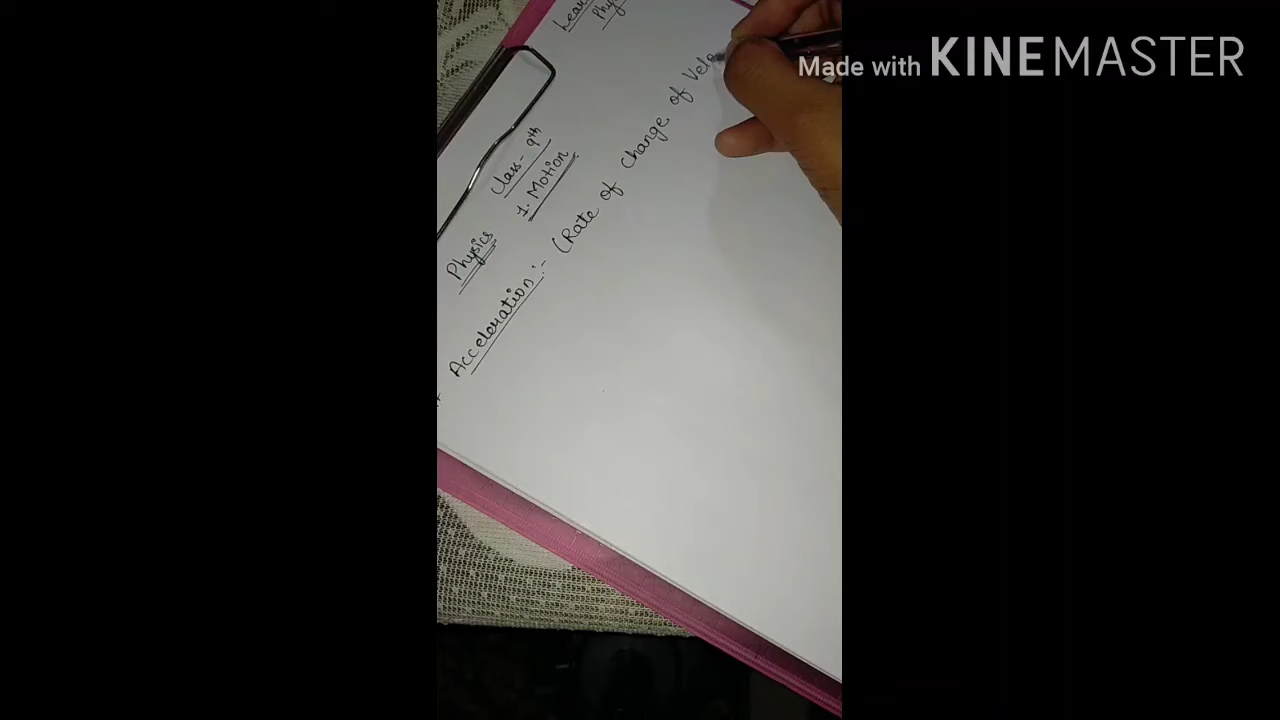 Made with KINEMASTER
Physics
Class - 9th
1. Motion
Acceleration :- (Rate of Change of Velo